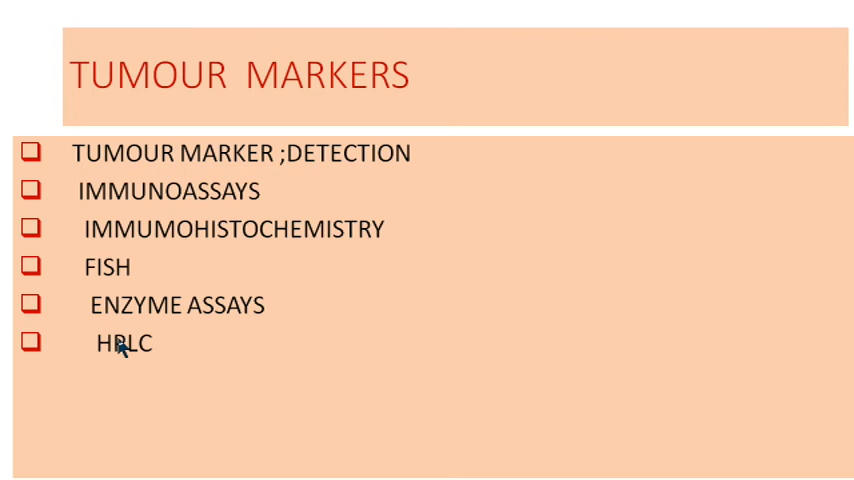 TUMOUR MARKERS
TUMOUR MARKER ;DETECTION
IMMUNOASSAYS
IMMUMOHISTOCHEMISTRY
FISH
ENZYME ASSAYS
HPLC